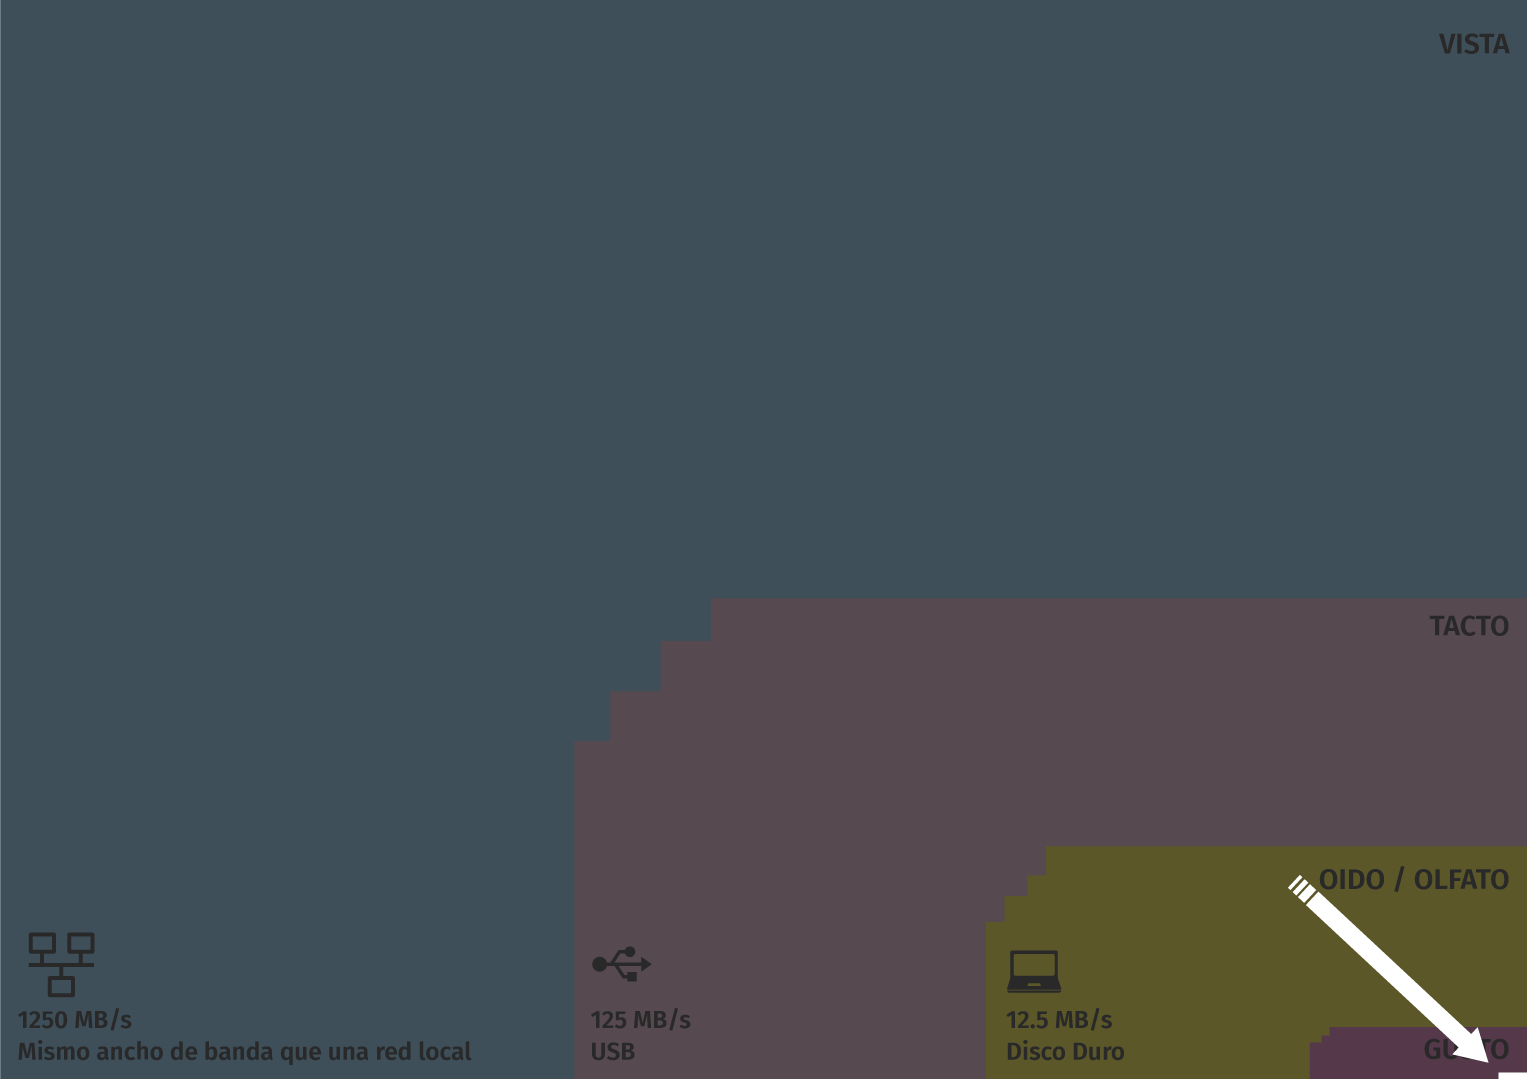 VISTA
TACTO
OIDO / OLFATO
1250 MB/s
Mismo ancho de banda que una red local
125 MB/s
USB
12.5 MB/s
Disco Duro
GUSTO